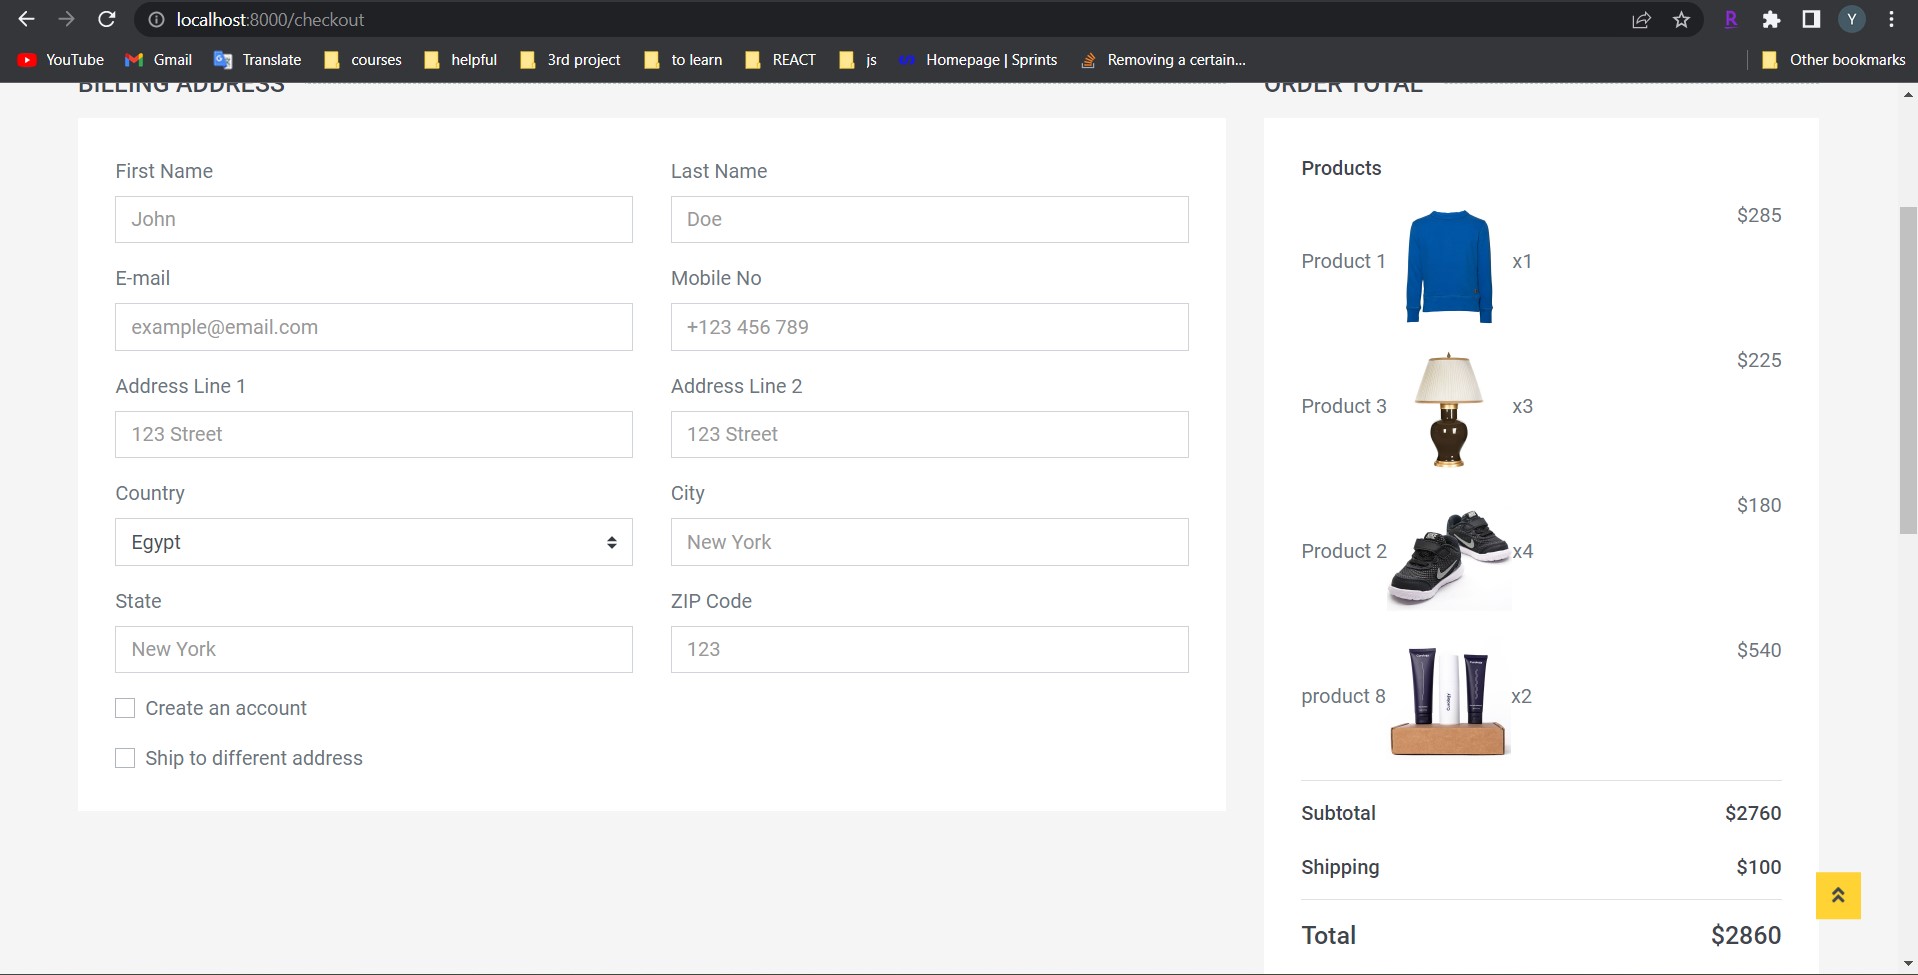 localhost:8000/checkout
R
Y
YouTube
Gmail
Translate
courses
helpful
3rd project
to learn
REACT
js
Homepage | Sprints
Removing a certain...
Other bookmarks
BILLING ADDRESS
First Name
Last Name
John
Doe
E-mail
Mobile No
example@email.com
+123 456 789
Address Line 1
Address Line 2
123 Street
123 Street
Country
City
Egypt
New York
State
ZIP Code
New York
123
Create an account
Ship to different address
ORDER TOTAL
Products
Product 1
x1
$285
Product 3
x3
$225
Product 2
x4
$180
product 8
x2
$540
Subtotal
$2760
Shipping
$100
Total
$2860